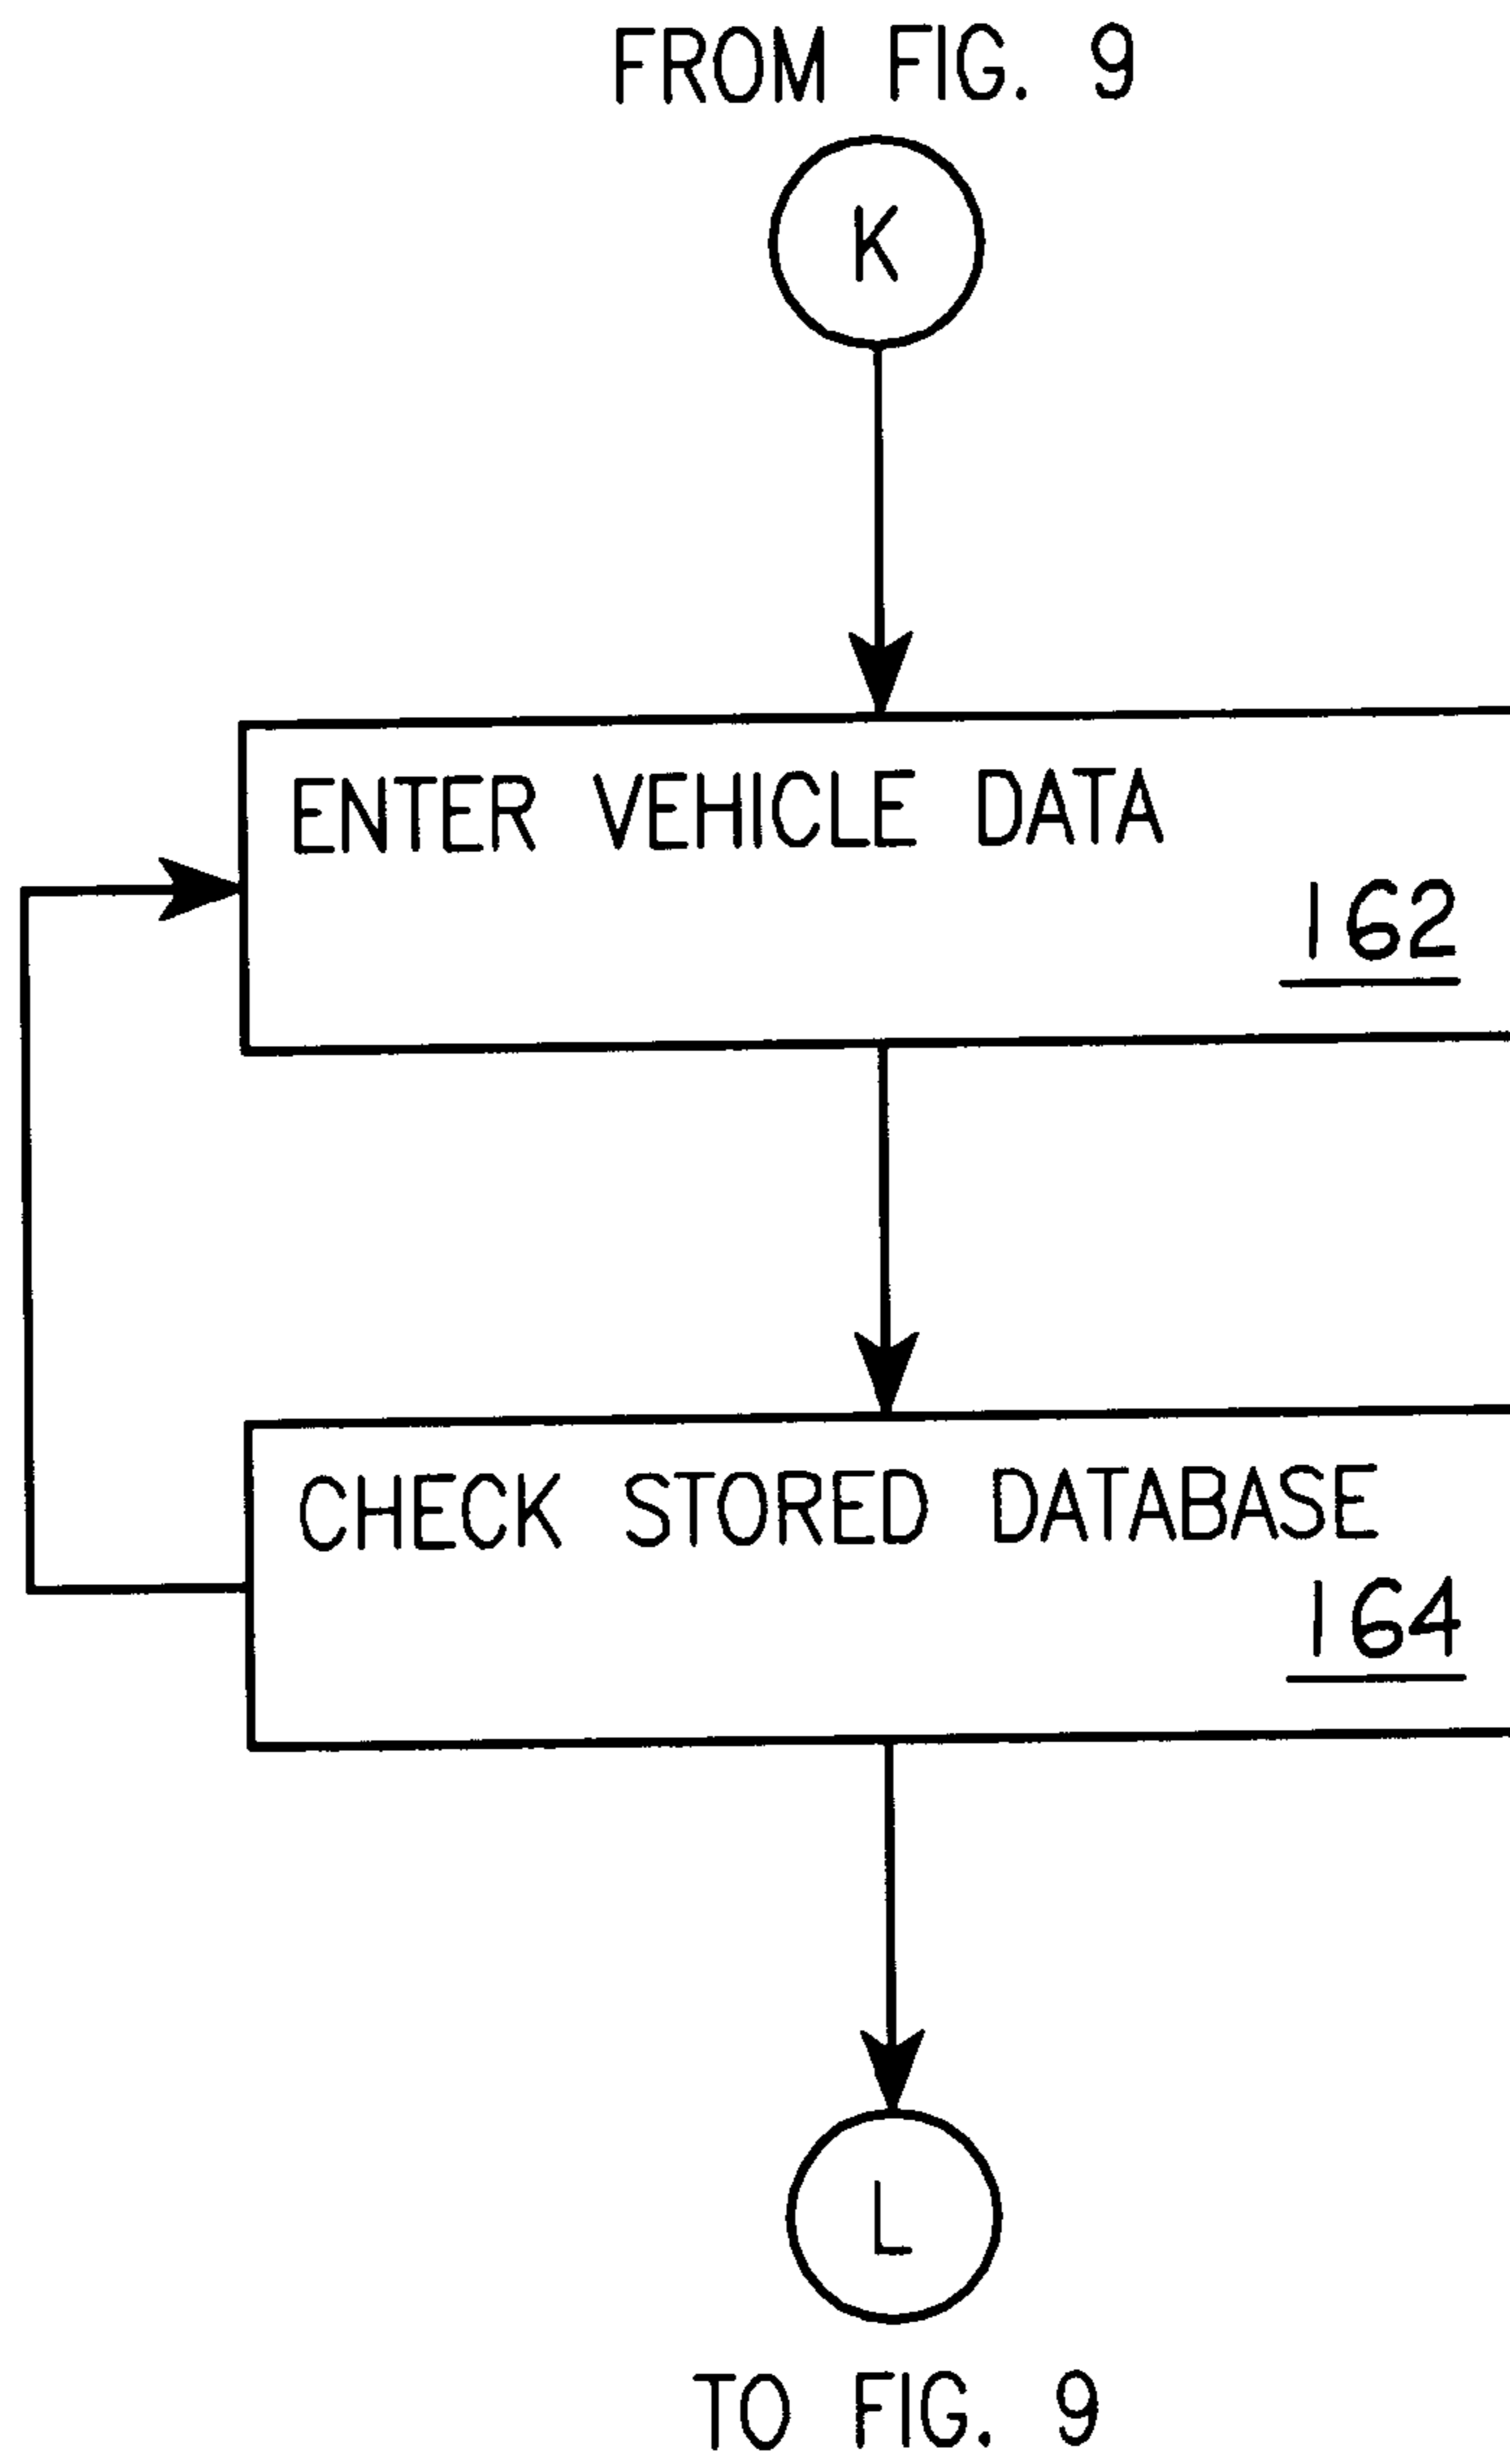 FROM FIG. 9
K
ENTER VEHICLE DATA
162
CHECK STORED DATABASE
164
L
TO FIG. 9